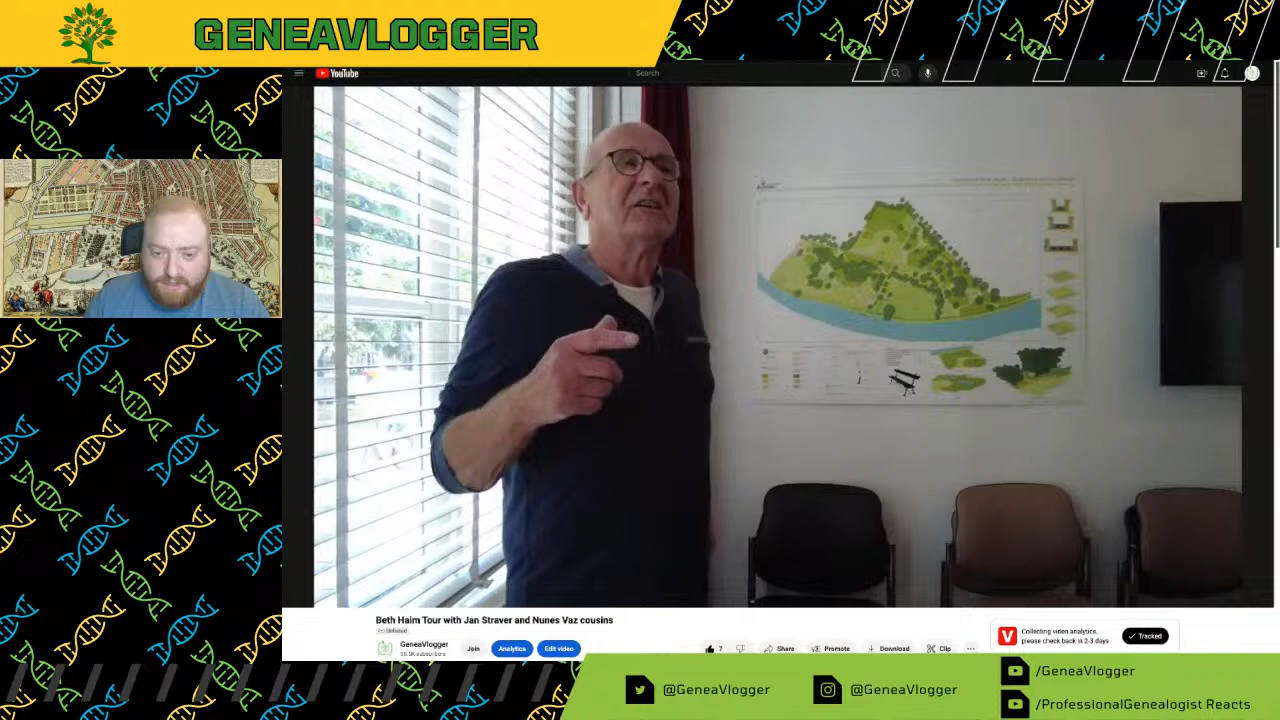 GENEAVLOGGER
YouTube
Search
Beth Haim Tour with Jan Straver and Nunes Vaz cousins
Unlisted
GeneaVlogger
Join
Analytics
Edit video
7
Share
Promote
Download
Clip
Collecting video analytics.
please check back in 2-3 days
Tracked
@GeneaVlogger
@GeneaVlogger
/GeneaVlogger
/ProfessionalGenealogist Reacts